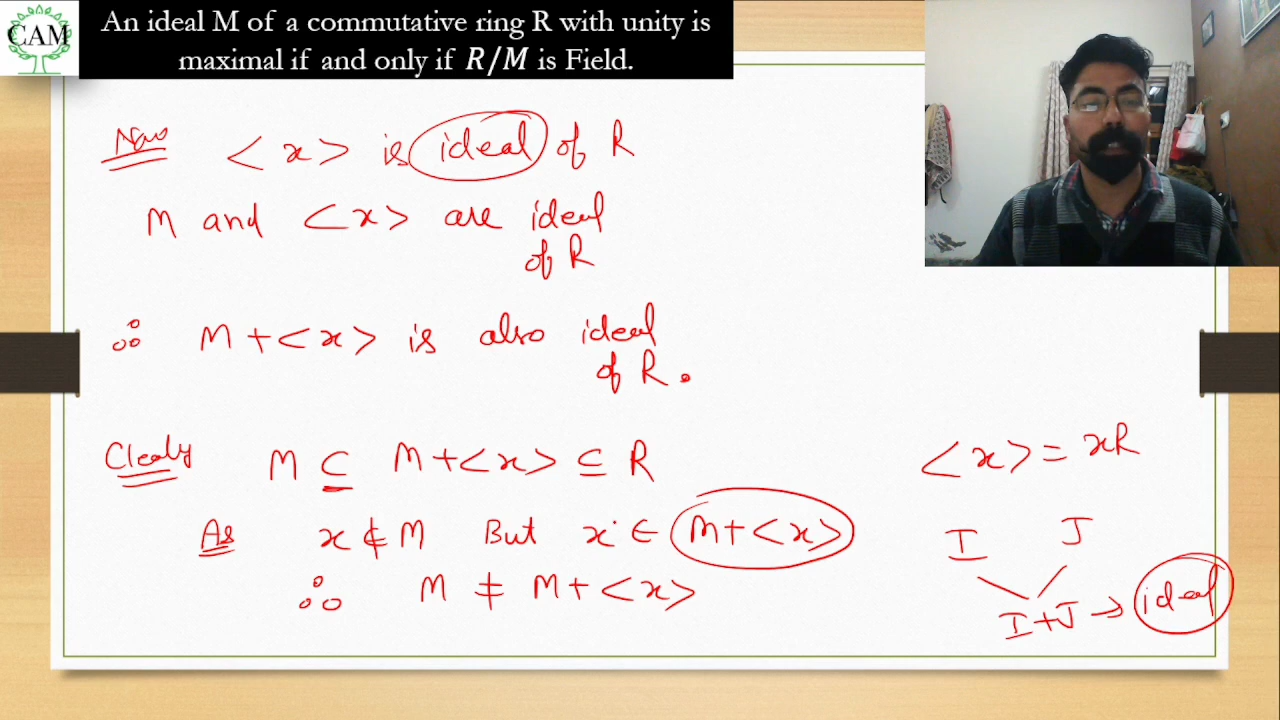 CAM
An ideal M of a commutative ring R with unity is
maximal if and only if R/M is Field.
Now <x> is ideal of R
M and <x> are ideal
of R
∴ M+<x> is also ideal
of R.
Clearly M ⊆ M+<x> ⊆ R
As x ∉ M But x ∈ M+<x>
∴ M ≠ M+<x>
<x> = xR
I J
I+J → ideal